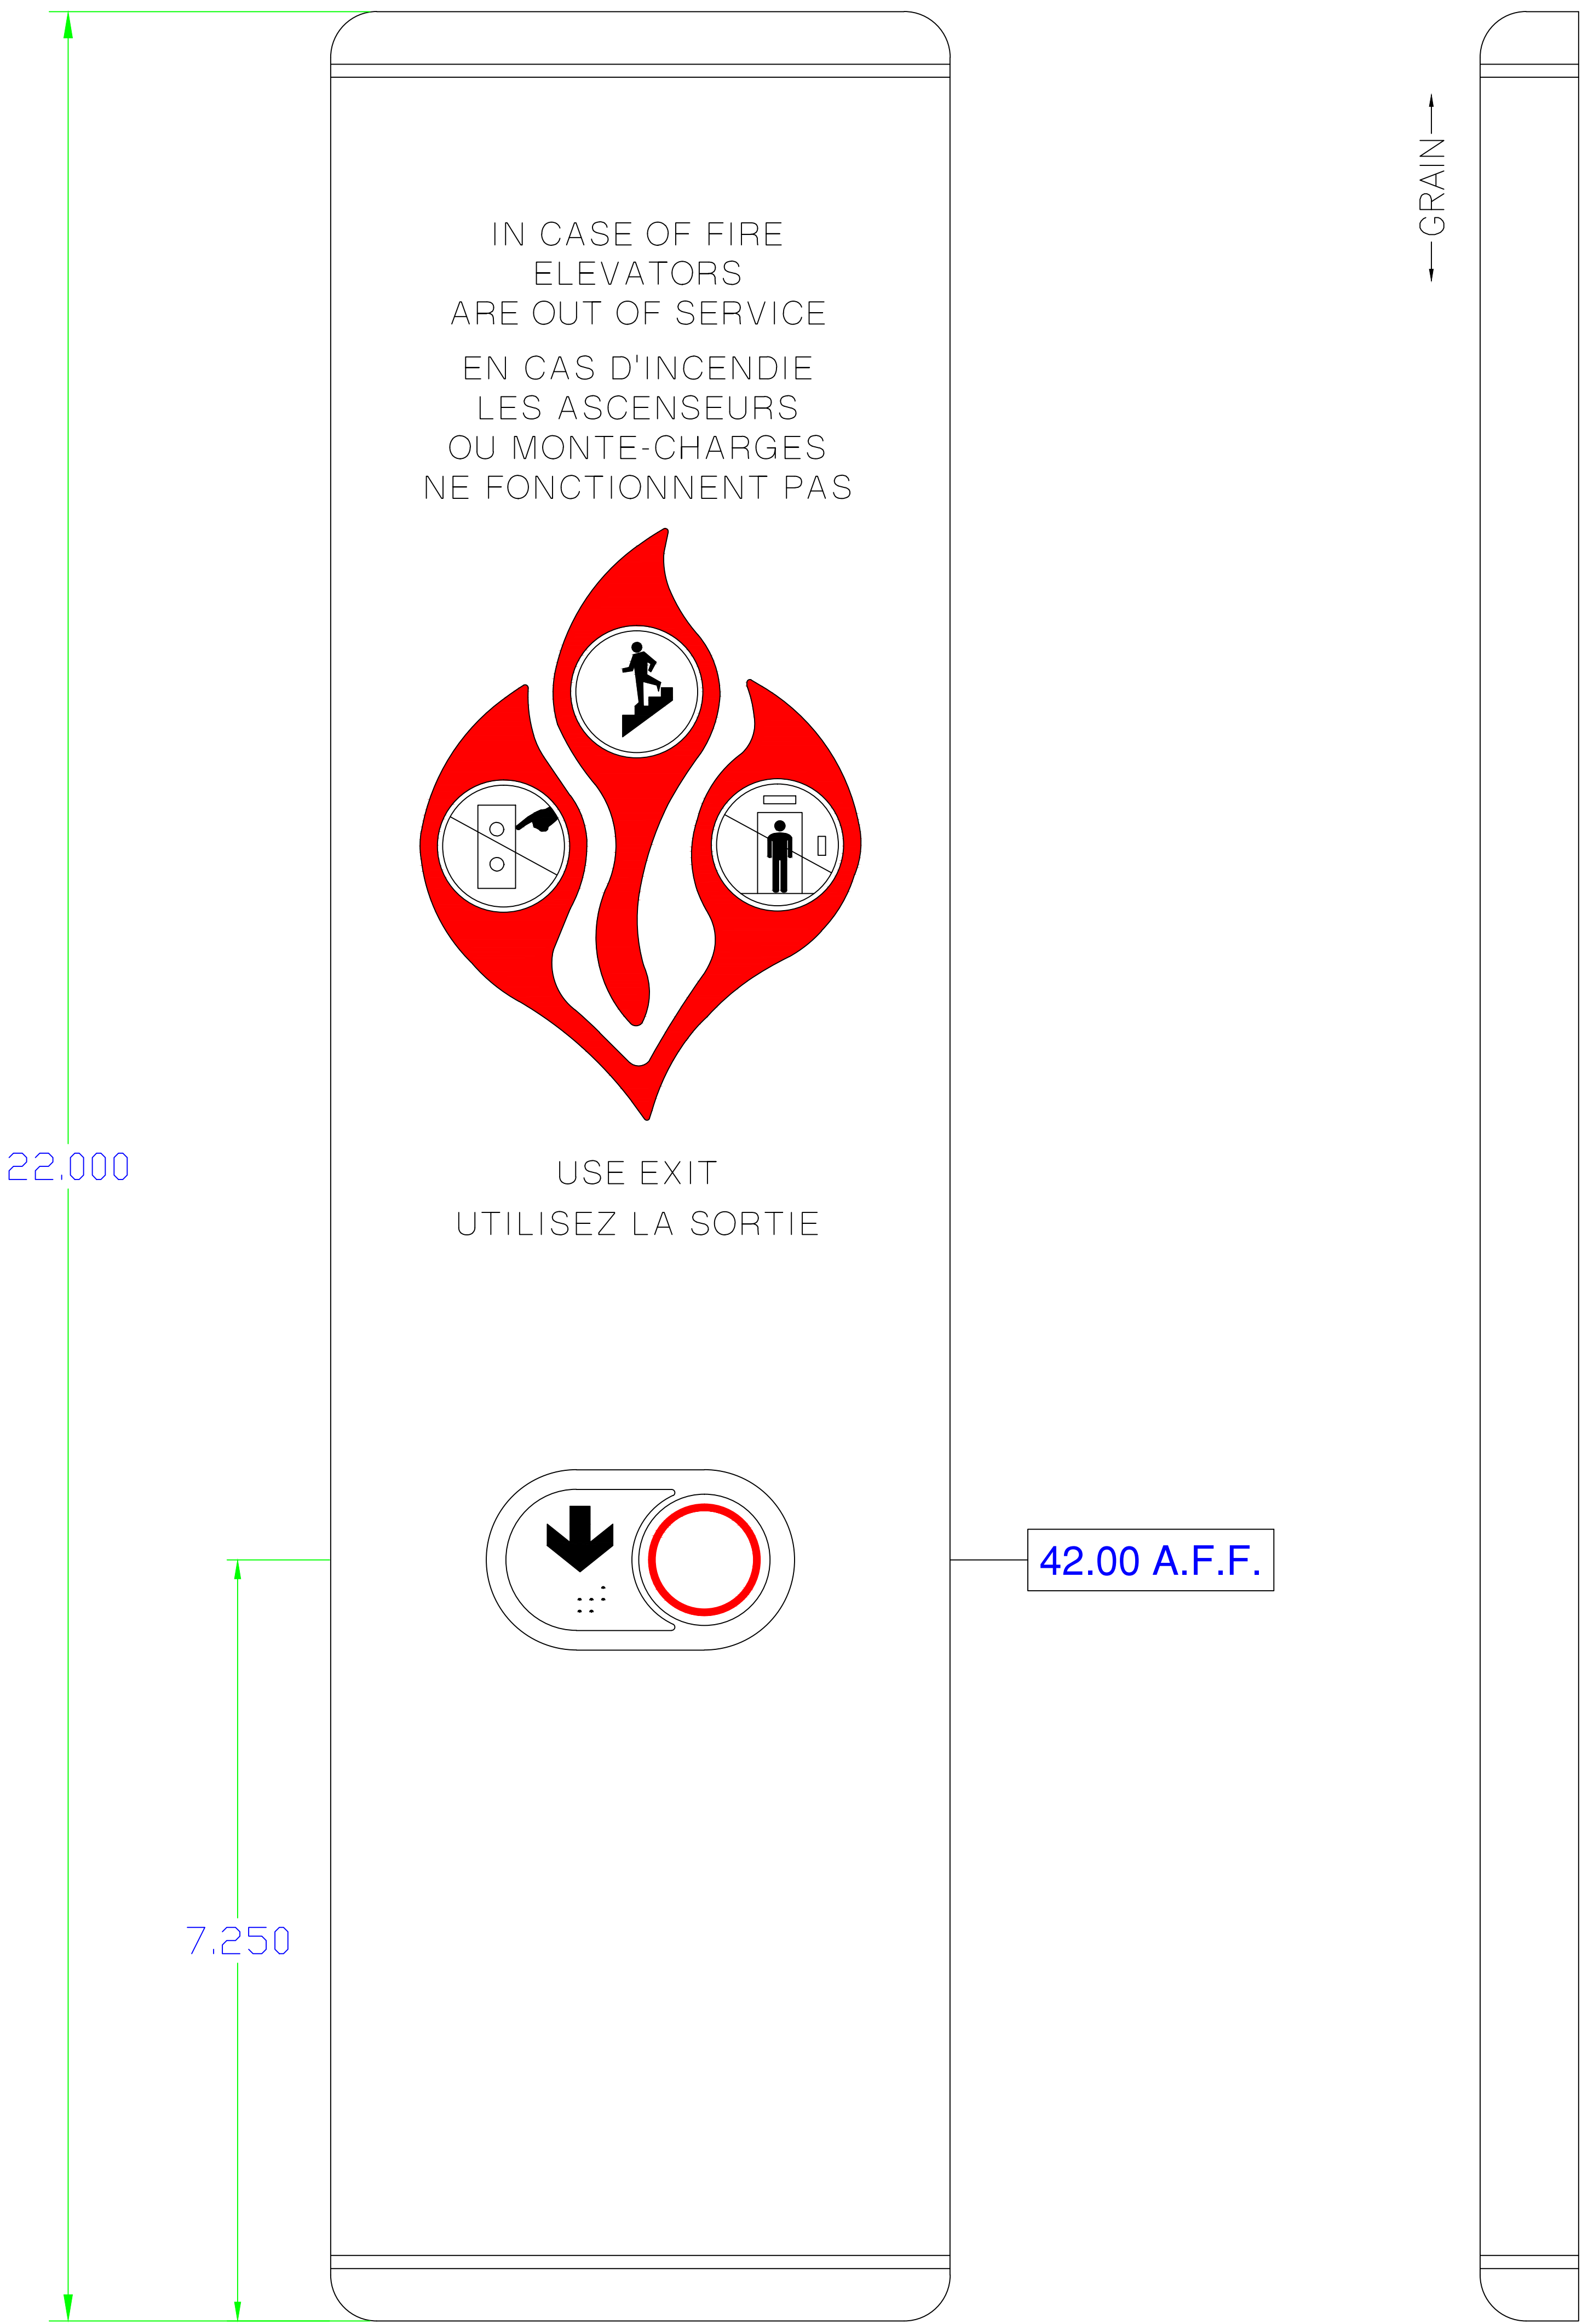 IN CASE OF FIRE
ELEVATORS
ARE OUT OF SERVICE
EN CAS D'INCENDIE
LES ASCENSEURS
OU MONTE-CHARGES
NE FONCTIONNENT PAS
USE EXIT
UTILISEZ LA SORTIE
GRAIN
22.000
42.00 A.F.F.
7.250